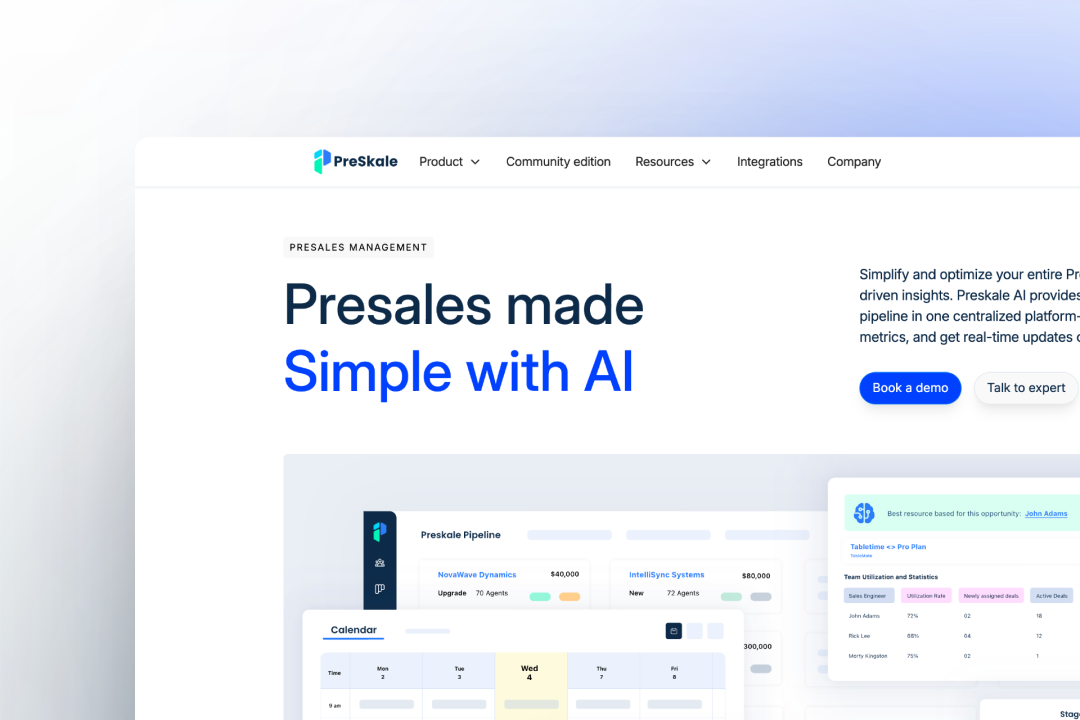 PreSkale
Product
Community edition
Resources
Integrations
Company
PRESALES MANAGEMENT
Presales made
Simple with AI
Simplify and optimize your entire
driven insights. Preskale AI provides
pipeline in one centralized platform-
metrics, and get real-time updates
Book a demo
Talk to expert
Preskale Pipeline
NovaWave Dynamics $40,000
Upgrade 70 Agents
IntelliSync Systems $80,000
New 72 Agents
300,000
Best resource based for this opportunity: John Adams
Tabletime <> Pro Plan
Team Utilization and Statistics
Sales Engineer Utilization Rate Newly assigned deals Active Deals
John Adams 72% 02 18
Rick Lee 68% 04 12
Morty Kingston 75% 02 1
Calendar
Time Mon 2 Tue 3 Wed 4 Thu 7 Fri 8
9 am